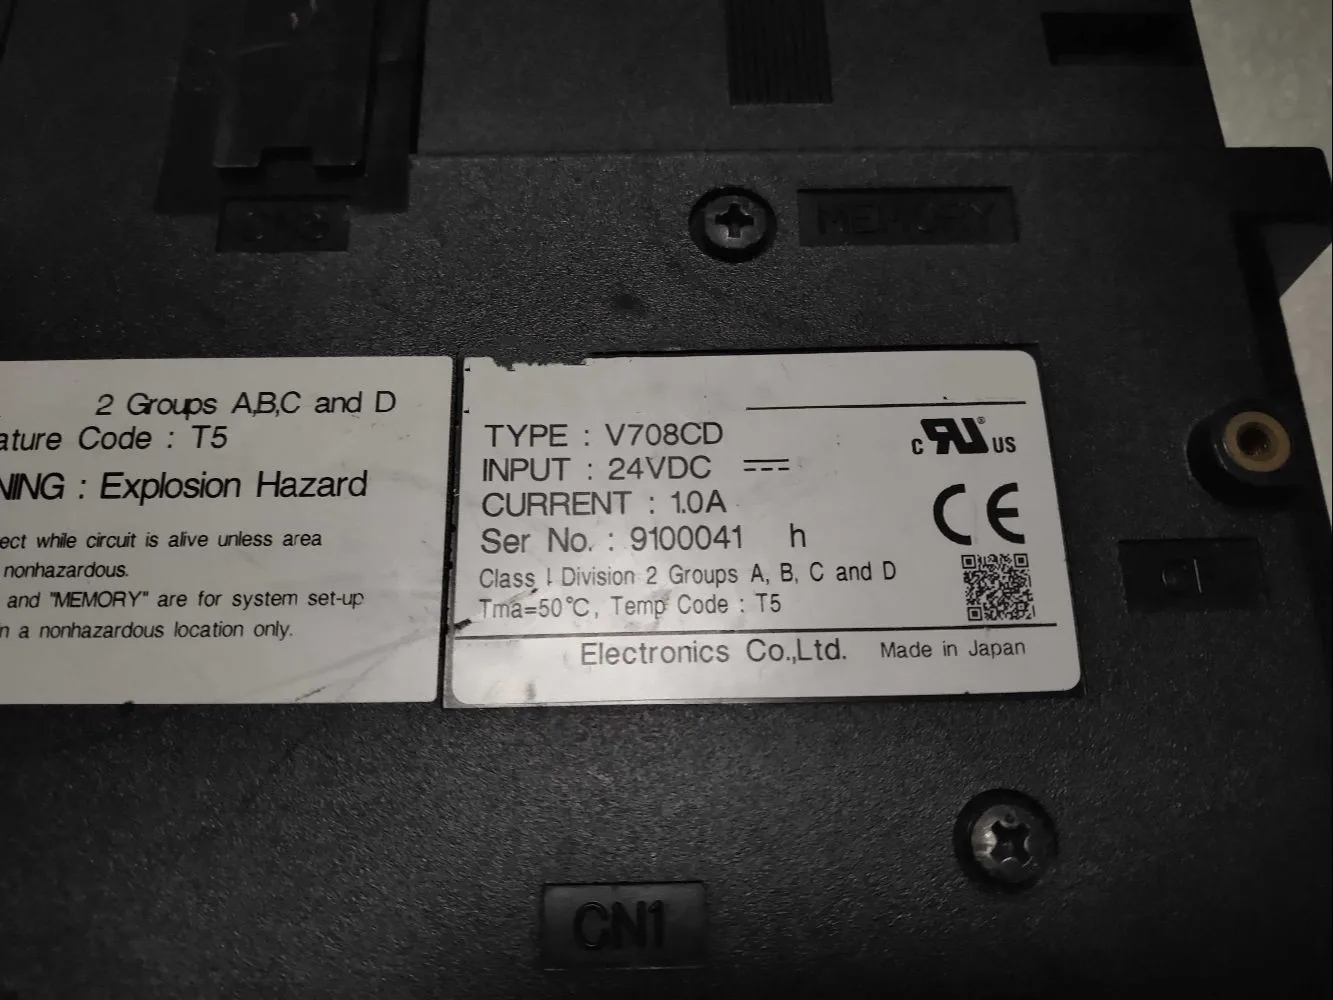 MEMORY
2 Groups A,B,C and D
ature Code : T5
NING : Explosion Hazard
ect while circuit is alive unless area
nonhazardous.
and "MEMORY" are for system set-up
n a nonhazardous location only.
TYPE : V708CD
INPUT : 24VDC
CURRENT : 1.0A
Ser No. : 9100041 h
Class I Division 2 Groups A, B, C and D
Tma=50°C, Temp Code : T5
Electronics Co.,Ltd. Made in Japan
C RU ® US
CE
CN1